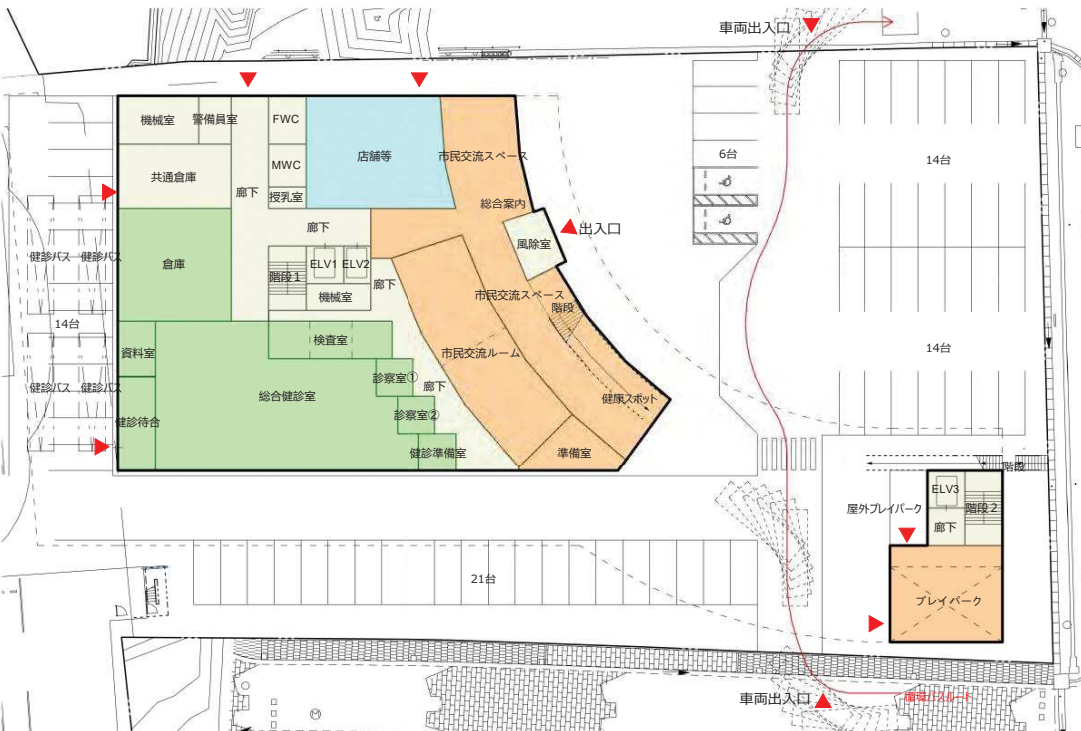 車両出入口
機械室
警備員室
FWC
店舗等
市民交流スペース
6台
14台
MWC
共通倉庫
廊下
授乳室
総合案内
廊下
出入口
風除室
健診バス
健診バス
倉庫
ELV1
ELV2
階段1
廊下
機械室
市民交流スペース
階段
14台
検査室
市民交流ルーム
14台
資料室
診察室①
廊下
健診バス
健診バス
総合健診室
健康スポット
診察室②
健診待合
健診準備室
準備室
階段
ELV3
屋外プレイパーク
階段2
廊下
21台
プレイパーク
車両出入口
M